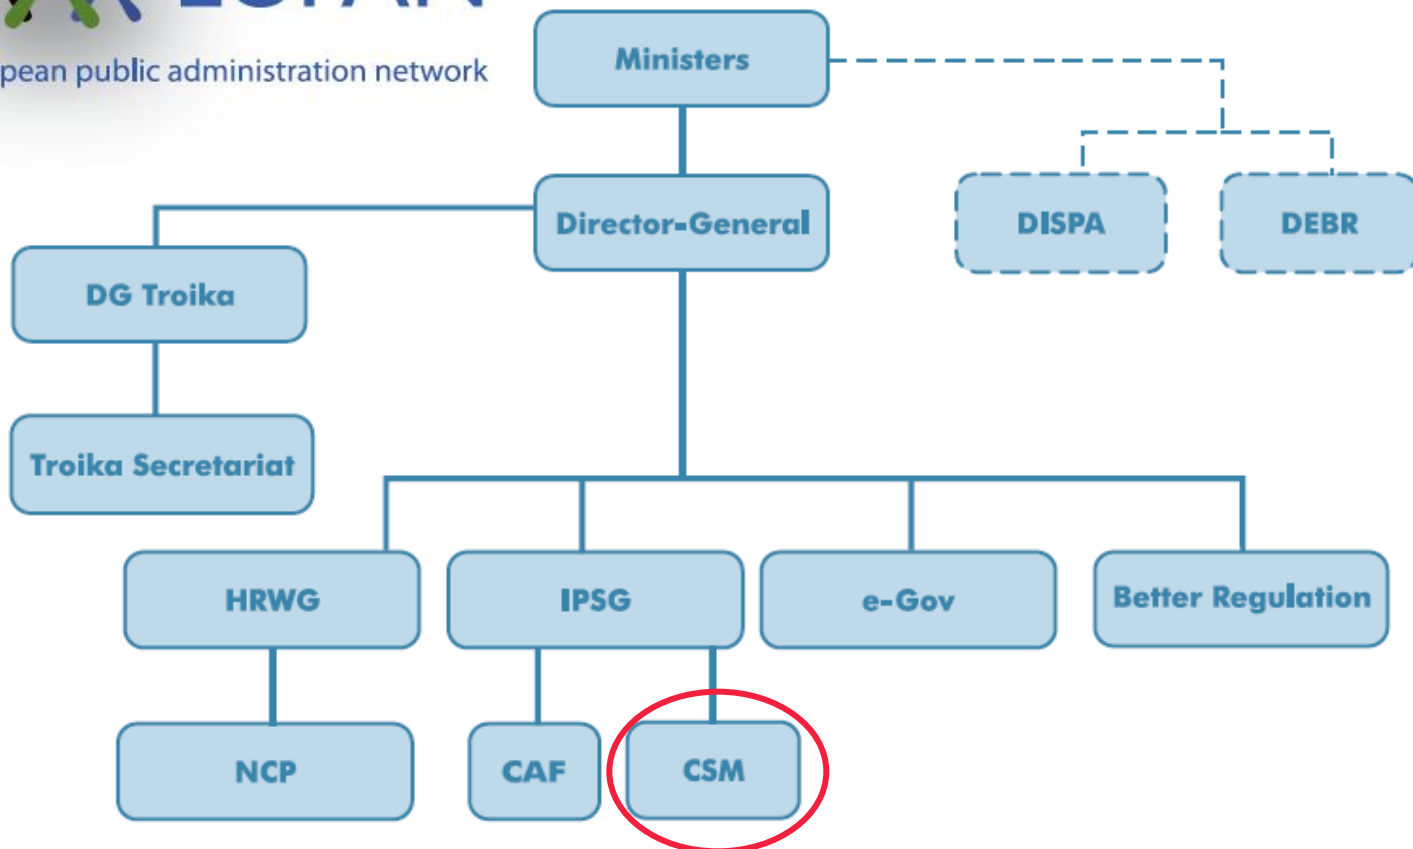 pean public administration network
Ministers
Director-General
DISPA
DEBR
DG Troika
Troika Secretariat
HRWG
IPSG
e-Gov
Better Regulation
NCP
CAF
CSM